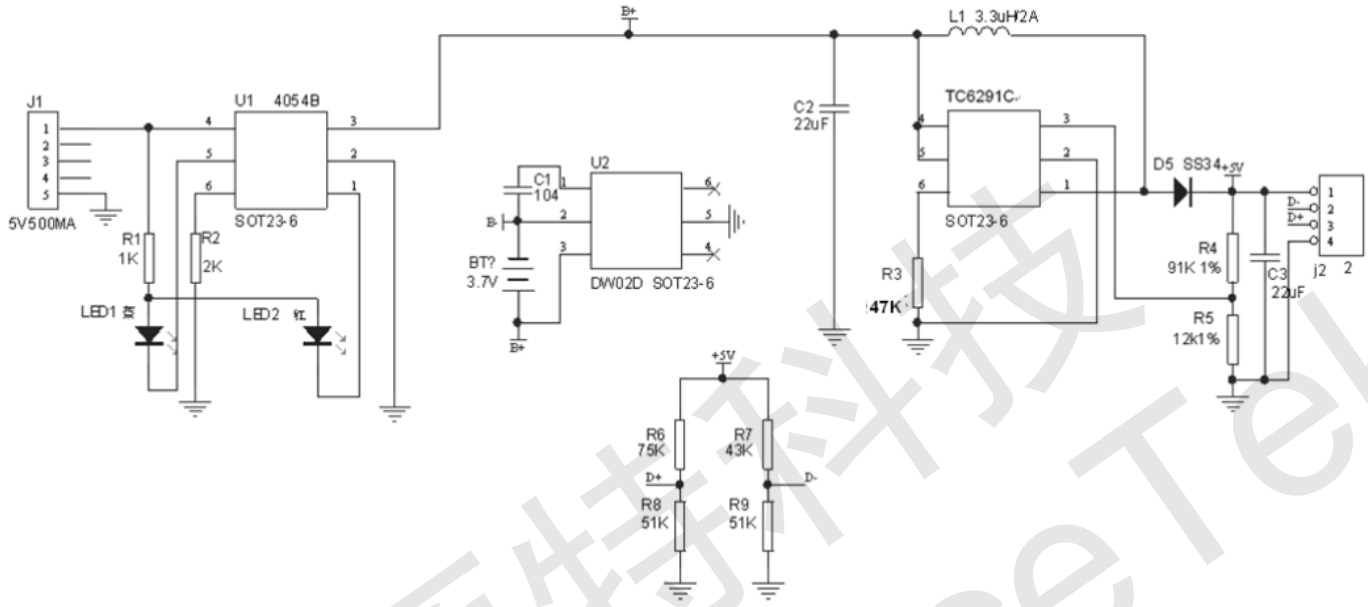 B+
L1 3.3uH/2A
J1
U1 4054B
TC6291C
C2
22uF
1
2
3
4
5
4
5
6
3
2
1
4
5
6
3
2
1
SOT23-6
SOT23-6
5V500MA
U2
C1
104
1
2
3
6
5
4
B-
BT?
3.7V
B+
DW02D SOT23-6
D5 SS34
+5V
D-
D+
1
2
3
4
j2 2
R1
1K
R2
2K
LED1
LED2 红
R3
47K
R4
91K 1%
C3
22uF
R5
12k1%
+5V
R6
75K
R7
43K
D+
D-
R8
51K
R9
51K
特科技
ceTel